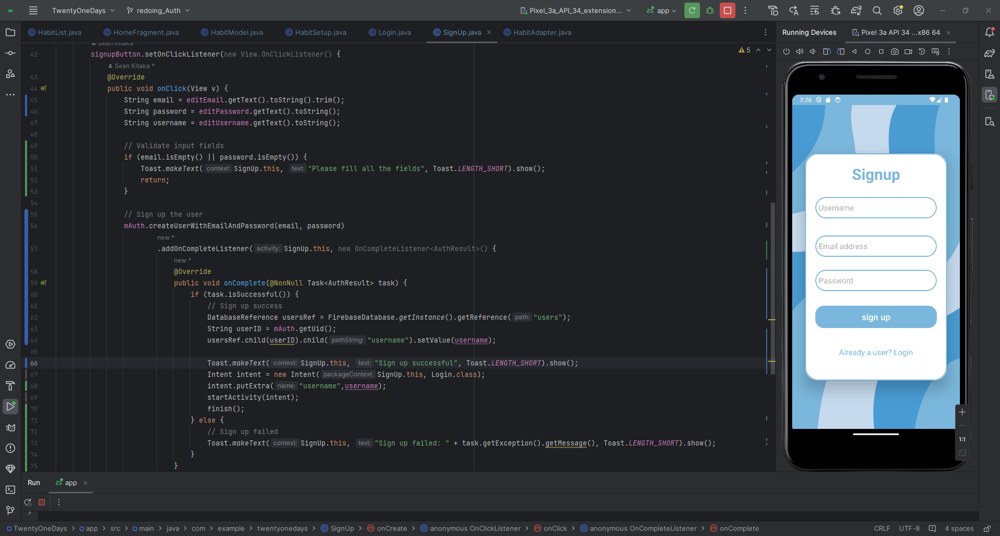 TwentyOneDays redoing_Auth Pixel_3a_API_34_extension... app
HabitList.java HomeFragment.java HabitModel.java HabitSetup.java Login.java SignUp.java HabitAdapter.java
Sean Kitaka
5
42 signupButton.setOnClickListener(new View.OnClickListener() {
Sean Kitaka *
43 @Override
44 public void onClick(View v) {
45 String email = editEmail.getText().toString().trim();
46 String password = editPassword.getText().toString();
47 String username = editUsername.getText().toString();
48
49 // Validate input fields
50 if (email.isEmpty() || password.isEmpty()) {
51 Toast.makeText( context: SignUp.this, text: "Please fill all the fields", Toast.LENGTH_SHORT).show();
52 return;
53 }
54
55 // Sign up the user
56 mAuth.createUserWithEmailAndPassword(email, password)
new *
57 .addOnCompleteListener( activity: SignUp.this, new OnCompleteListener<AuthResult>() {
new *
58 @Override
59 public void onComplete(@NonNull Task<AuthResult> task) {
60 if (task.isSuccessful()) {
61 // Sign up success
62 DatabaseReference usersRef = FirebaseDatabase.getInstance().getReference( path: "users");
63 String userID = mAuth.getUid();
64 usersRef.child(userID).child( pathString: "username").setValue(username);
65
66 Toast.makeText( context: SignUp.this, text: "Sign up successful", Toast.LENGTH_SHORT).show();
67 Intent intent = new Intent( packageContext: SignUp.this, Login.class);
68 intent.putExtra( name: "username",username);
69 startActivity(intent);
70 finish();
71 } else {
72 // Sign up failed
73 Toast.makeText( context: SignUp.this, text: "Sign up failed: " + task.getException().getMessage(), Toast.LENGTH_SHORT).show();
74 }
75 }
Running Devices Pixel 3a API 34 ...x86 64
2:26
Signup
Username
Email address
Password
sign up
Already a user? Login
1:1
Run app
TwentyOneDays > app > src > main > java > com > example > twentyonedays > SignUp > onCreate > anonymous OnClickListener > onClick > anonymous OnCompleteListener > onComplete
CRLF UTF-8 4 spaces